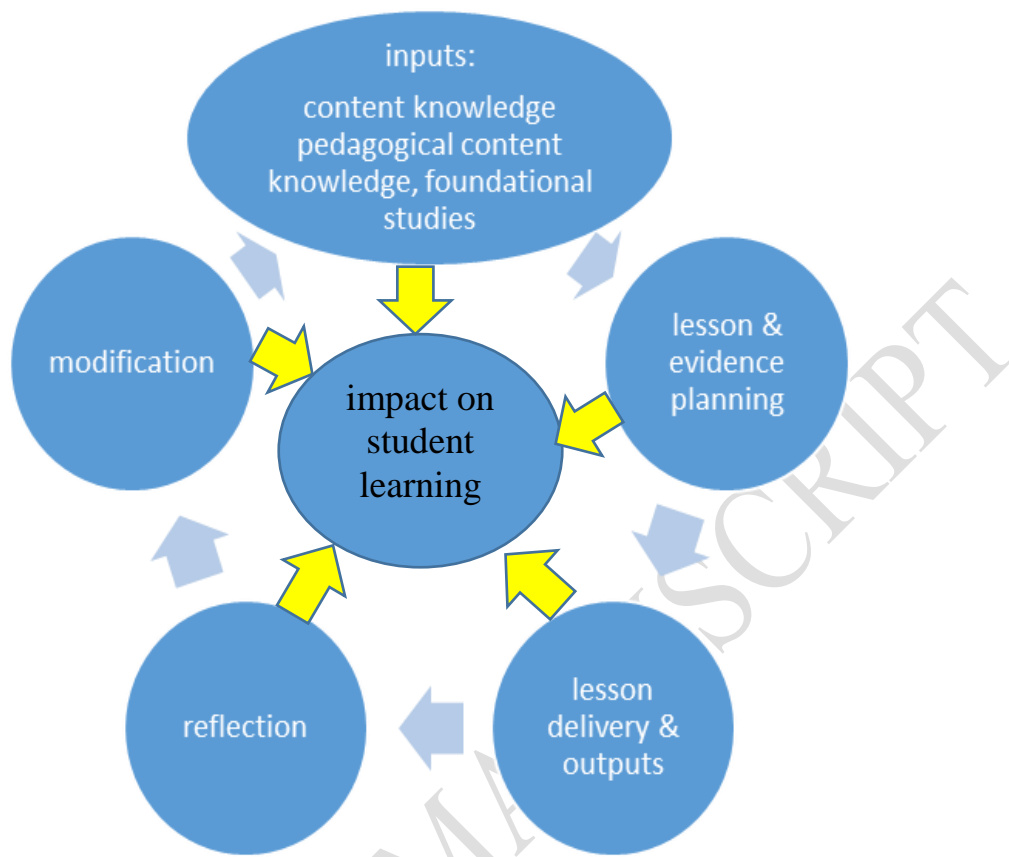 inputs:
content knowledge
pedagogical content
knowledge, foundational
studies
modification
lesson &
evidence
planning
impact on
student
learning
reflection
lesson
delivery &
outputs